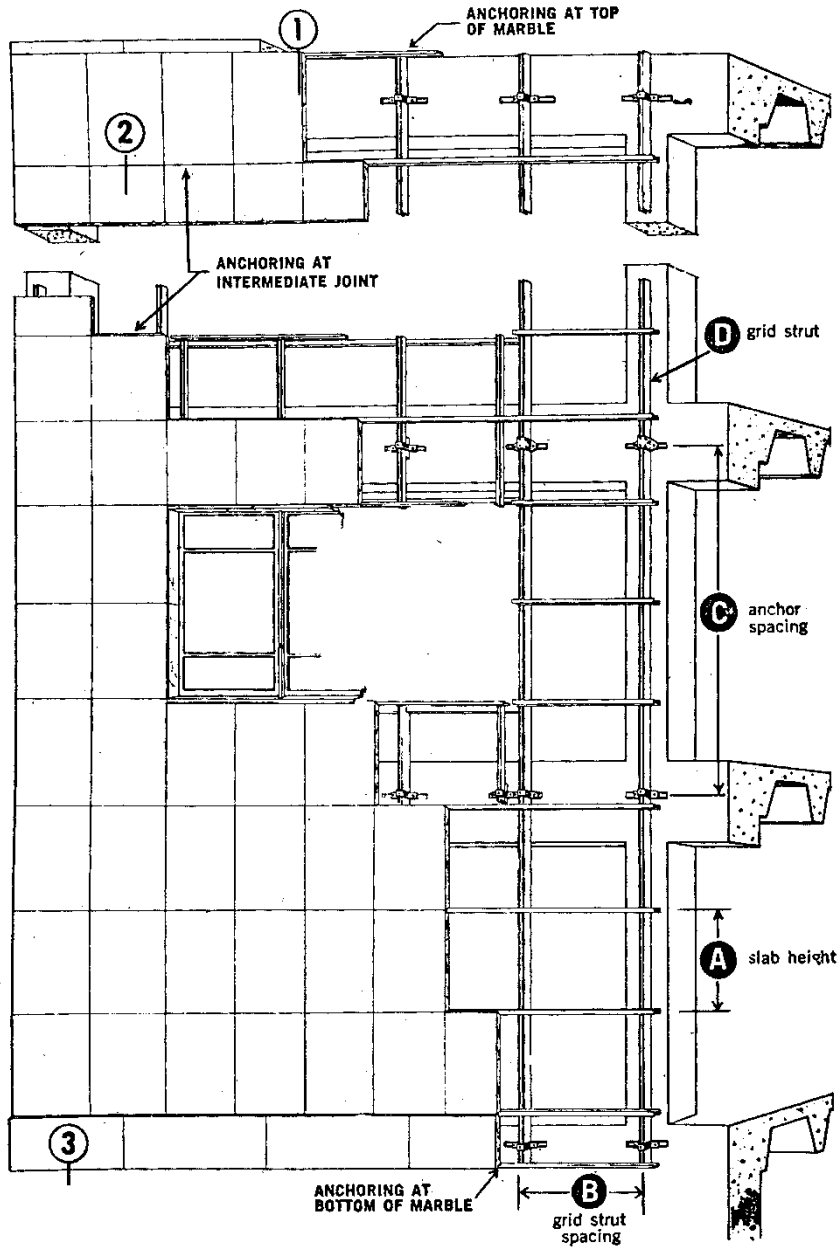 1
ANCHORING AT TOP
OF MARBLE
2
ANCHORING AT
INTERMEDIATE JOINT
D grid strut
C anchor
spacing
A slab height
3
ANCHORING AT
BOTTOM OF MARBLE
B
grid strut
spacing